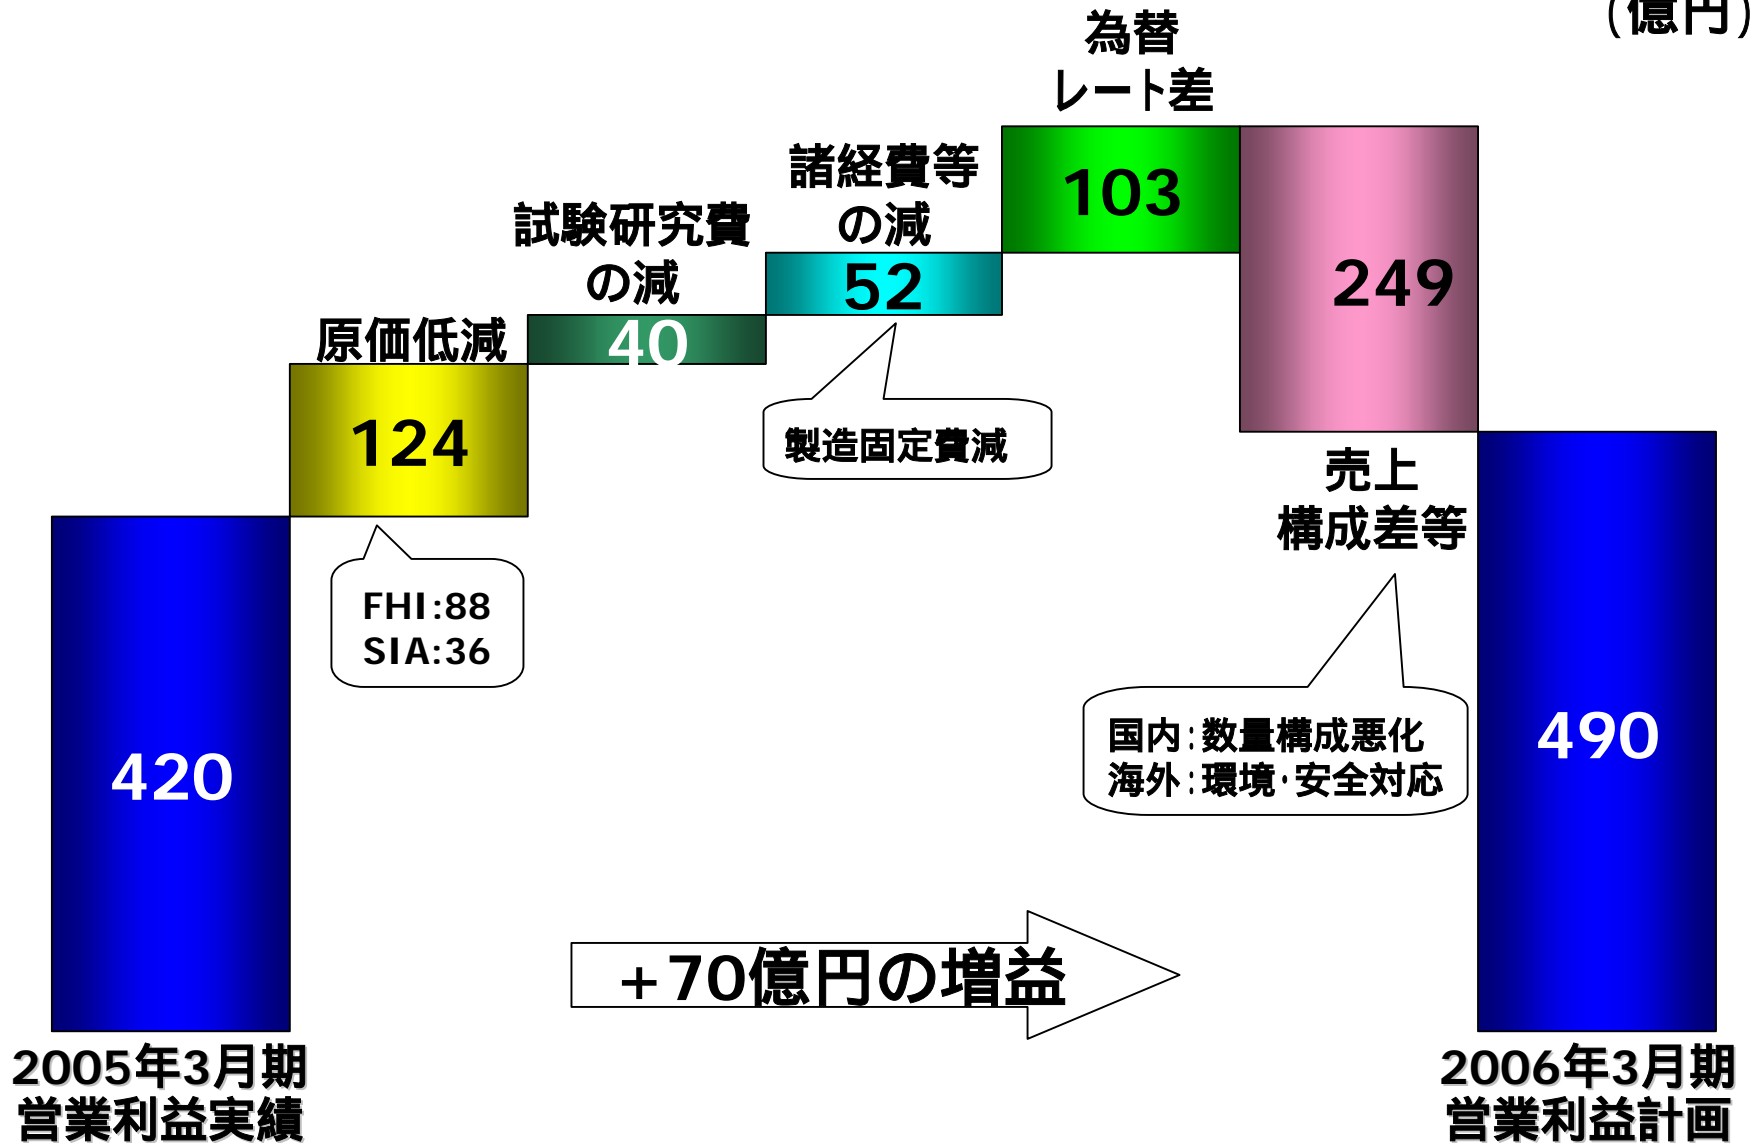 (億円)
為替
レート差
103
諸経費等
の減
52
試験研究費
の減
40
原価低減
124
249
製造固定費減
売上
構成差等
FHI:88
SIA:36
国内:数量構成悪化
海外:環境・安全対応
420
490
+70億円の増益
2005年3月期
営業利益実績
2006年3月期
営業利益計画